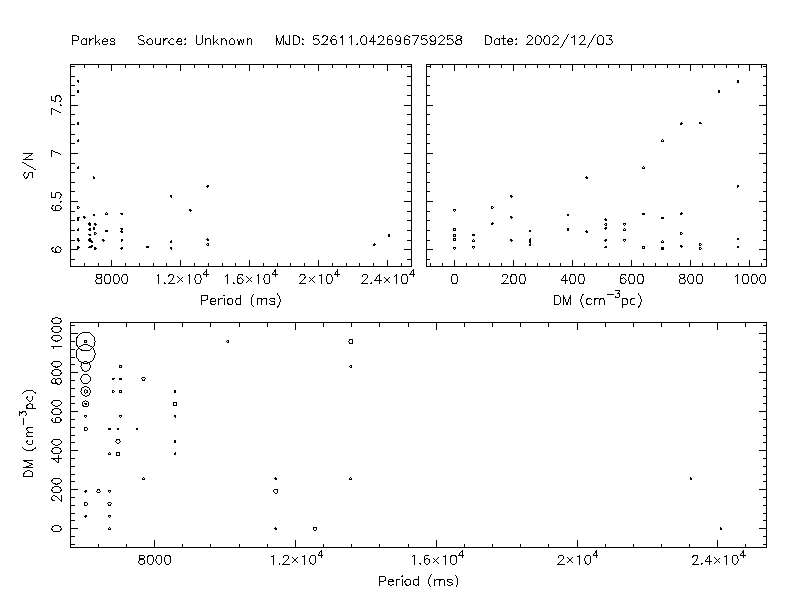 Parkes Source: Unknown MJD: 52611.042696759258 Date: 2002/12/03
S/N
7.5
7
6.5
6
8000 1.2×10⁴ 1.6×10⁴ 2×10⁴ 2.4×10⁴
Period (ms)
0 200 400 600 800 1000
DM (cm⁻³pc)
DM (cm⁻³pc)
1000
800
600
400
200
0
8000 1.2×10⁴ 1.6×10⁴ 2×10⁴ 2.4×10⁴
Period (ms)